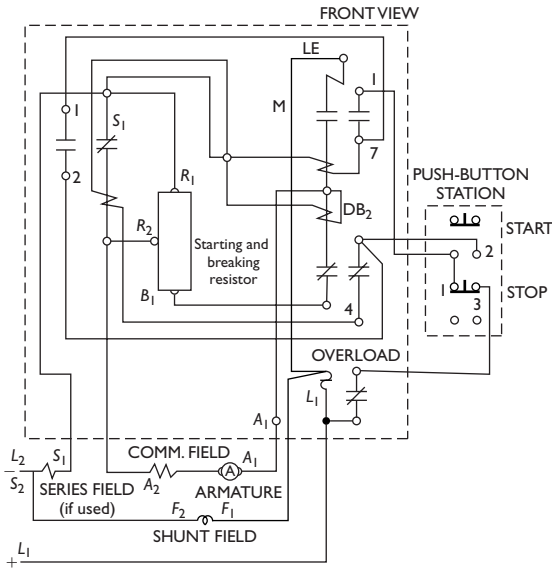 FRONT VIEW
LE
1
1
M
S1
7
2
R1
PUSH-BUTTON
STATION
START
DB2
R2
Starting and
breaking
resistor
2
1
3
STOP
B1
4
OVERLOAD
L1
A1
L2
S1
COMM. FIELD
A1
–
S2
SERIES FIELD
(if used)
A2
A
ARMATURE
F2
F1
SHUNT FIELD
L1
+